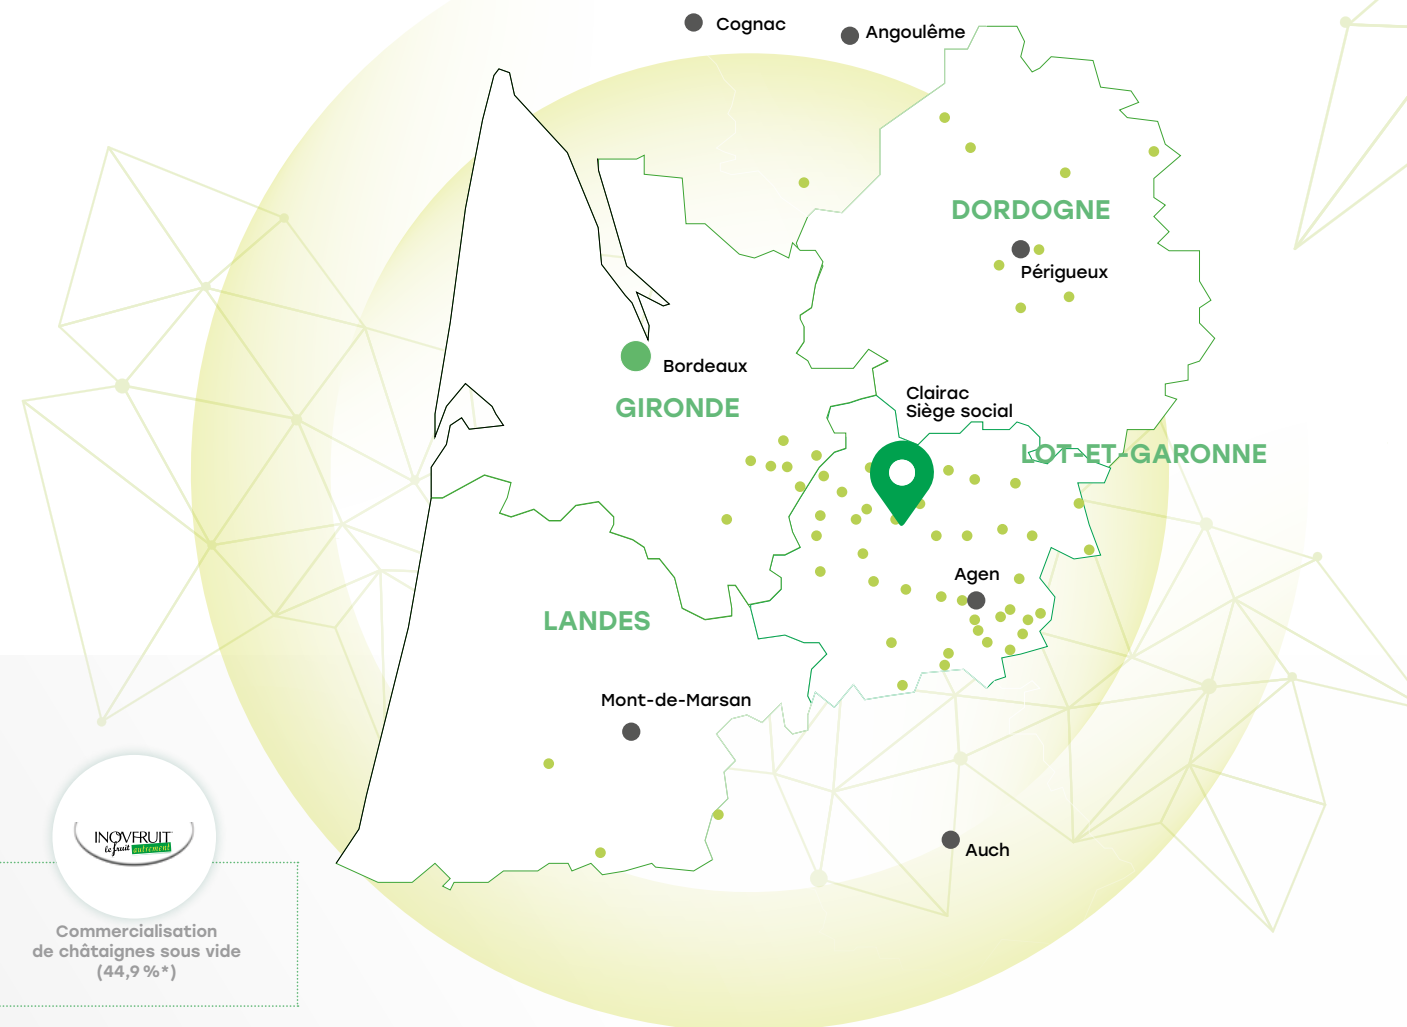 Cognac
Angoulême
DORDOGNE
Périgueux
Bordeaux
GIRONDE
Clairac
Siège social
LOT-ET-GARONNE
Agen
LANDES
Mont-de-Marsan
Auch
INOVFRUIT
le fruit autrement
Commercialisation
de châtaignes sous vide
(44,9 %*)